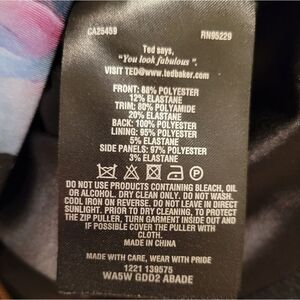 CA25459 RN95229
Ted says,
"You look fabulous".
VISIT TED@www.tedbaker.com
FRONT: 88% POLYESTER
12% ELASTANE
TRIM: 80% POLYAMIDE
20% ELASTANE
BACK: 100% POLYESTER
LINING: 95% POLYESTER
5% ELASTANE
SIDE PANELS: 97% POLYESTER
3% ELASTANE
DO NOT USE PRODUCTS CONTAINING BLEACH, OIL
OR ALCOHOL. DRY CLEAN ONLY. DO NOT WASH.
COOL IRON ON REVERSE. DO NOT LEAVE IN DIRECT
SUNLIGHT. PRIOR TO DRY CLEANING, TO PROTECT
THE ZIP PULLER, TURN GARMENT INSIDE OUT AND
IF POSSIBLE COVER THE PULLER WITH
CLOTH.
MADE IN CHINA
MADE WITH CARE, WEAR WITH PRIDE
1221 139575
WA5W GDD2 ABADE